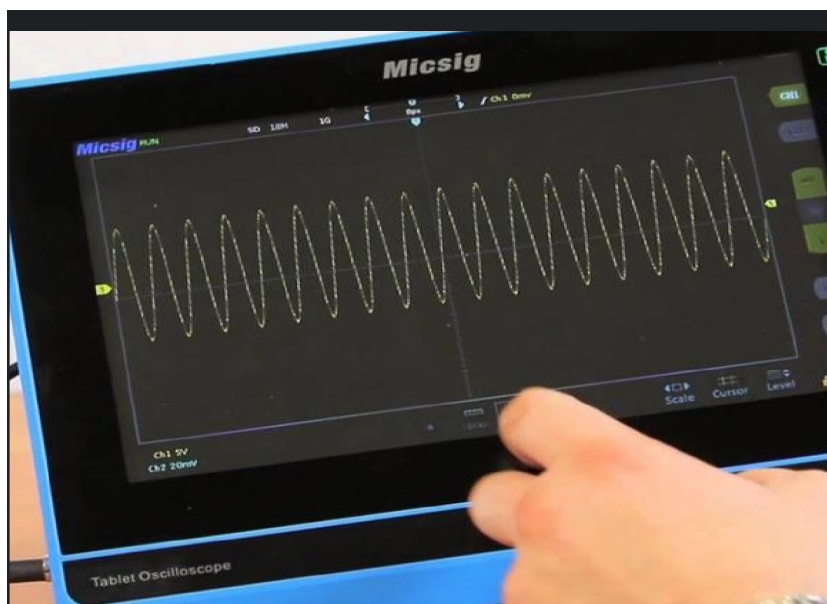 Micsig
Micsig RUN
SD 18M 1G 0ps Ch1 0mV
CH1
1
Scale Cursor Level
Ch1 5V
Ch2 20mV
Tablet Oscilloscope